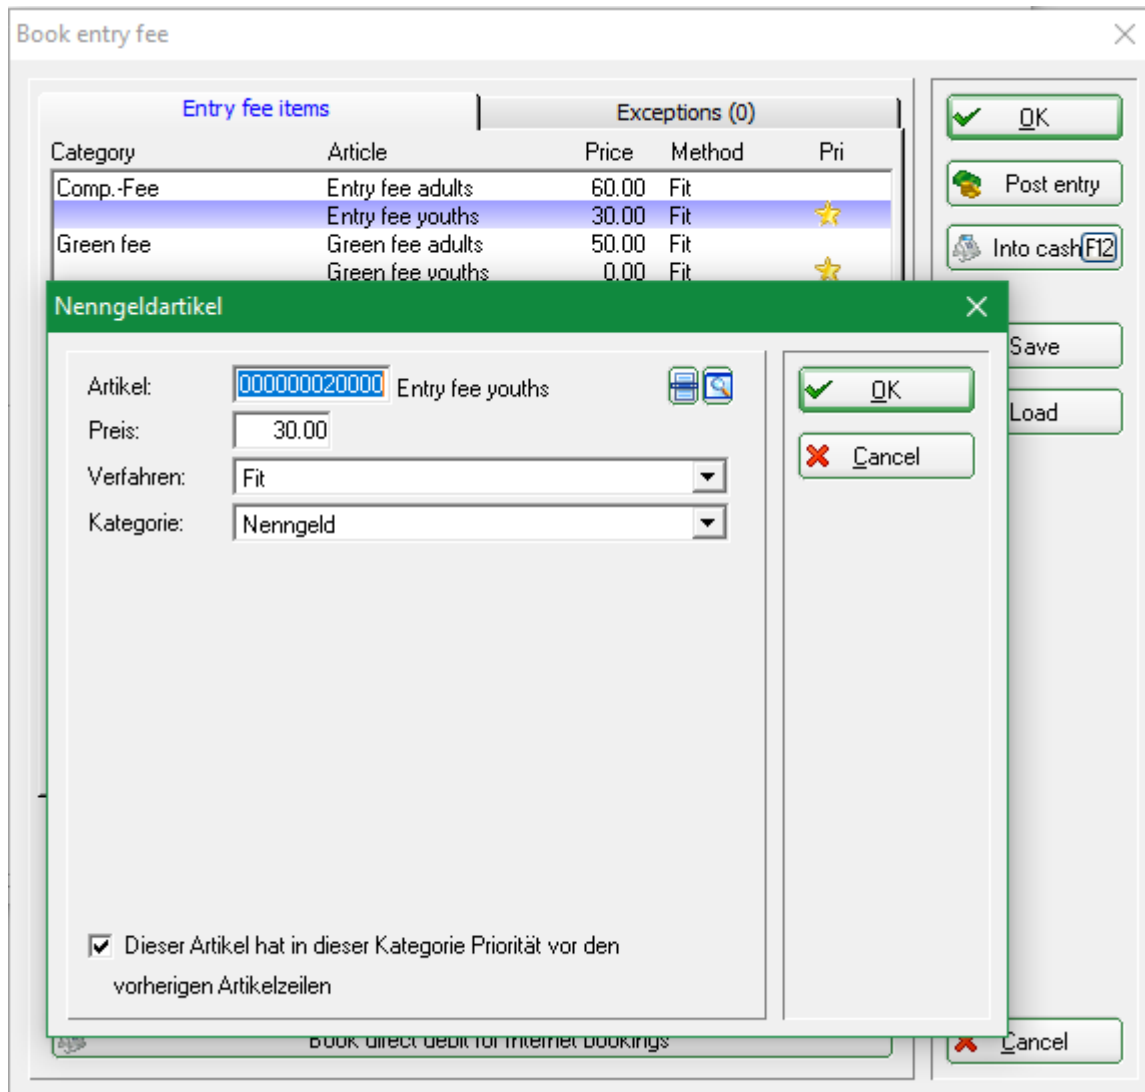 Book entry fee
Entry fee items Exceptions (0)
Category Article Price Method Pri
Comp.-Fee Entry fee adults 60.00 Fit
Entry fee youths 30.00 Fit
Green fee Green fee adults 50.00 Fit
Green fee youths 0.00 Fit
OK
Post entry
Into cash F12
Save
Load
Nenngeldartikel
Artikel: 000000020000 Entry fee youths
Preis: 30.00
Verfahren: Fit
Kategorie: Nenngeld
OK
Cancel
Dieser Artikel hat in dieser Kategorie Priorität vor den
vorherigen Artikelzeilen
Book direct debit for Internet bookings
Cancel